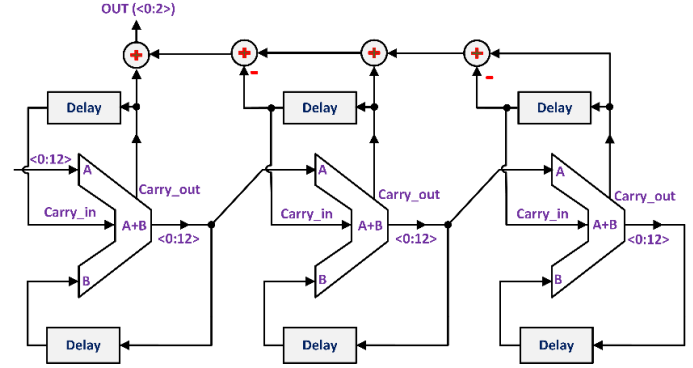 OUT (<0:2>)
+ + + +
- -
Delay Delay Delay
<0:12>
A A A
Carry_out Carry_out Carry_out
Carry_in Carry_in Carry_in
A+B A+B A+B
<0:12> <0:12> <0:12>
B B B
Delay Delay Delay